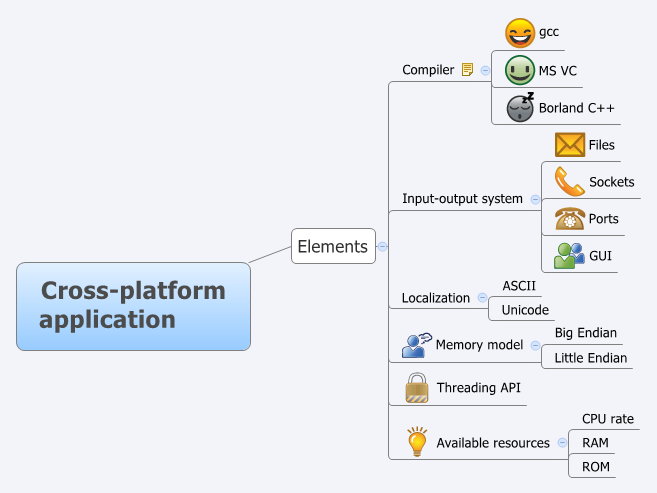 Cross-platform
application
Elements
Compiler
gcc
MS VC
Borland C++
Input-output system
Files
Sockets
Ports
GUI
Localization
ASCII
Unicode
Memory model
Big Endian
Little Endian
Threading API
Available resources
CPU rate
RAM
ROM